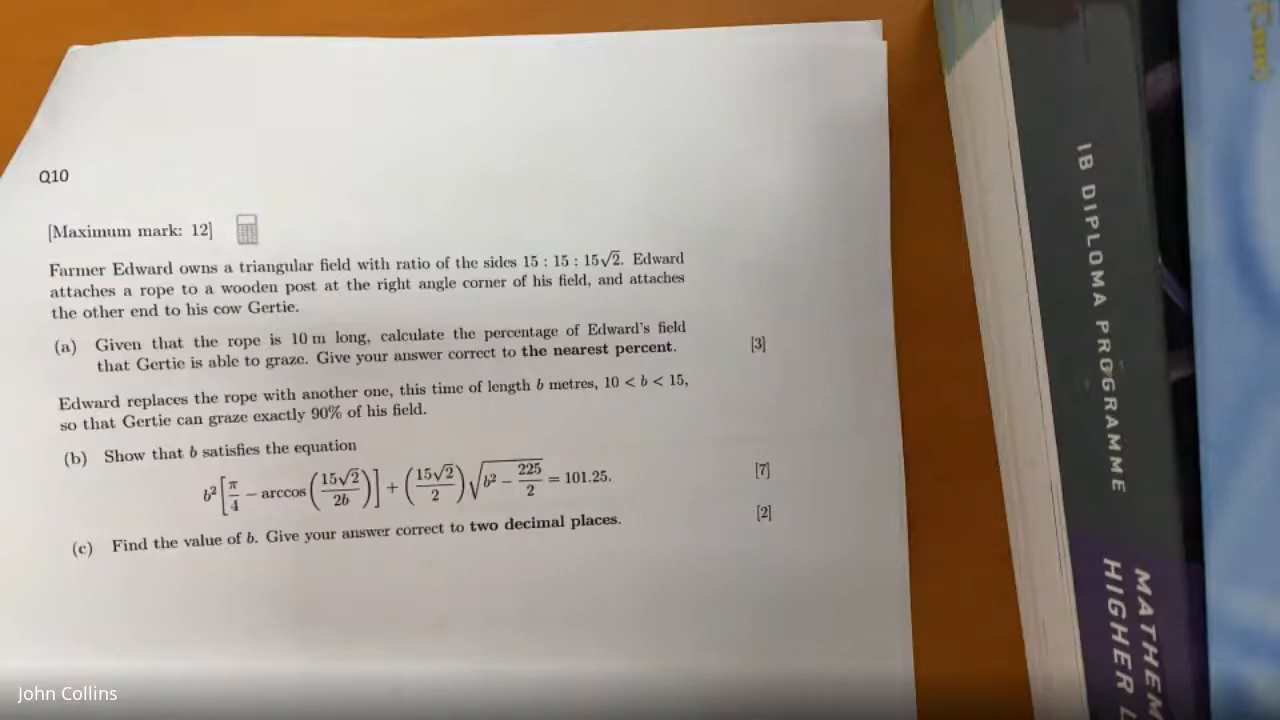 Q10
[Maximum mark: 12]
Farmer Edward owns a triangular field with ratio of the sides 15 : 15 : 15√2. Edward
attaches a rope to a wooden post at the right angle corner of his field, and attaches
the other end to his cow Gertie.
(a) Given that the rope is 10 m long, calculate the percentage of Edward's field
that Gertie is able to graze. Give your answer correct to the nearest percent. [3]
Edward replaces the rope with another one, this time of length b metres, 10 < b < 15,
so that Gertie can graze exactly 90% of his field.
(b) Show that b satisfies the equation
b²[π/4 − arccos(15√2/2b)] + (15√2/2)√(b² − 225/2) = 101.25. [7]
(c) Find the value of b. Give your answer correct to two decimal places. [2]
IB DIPLOMA PROGRAMME
MATHEM
HIGHER L
John Collins